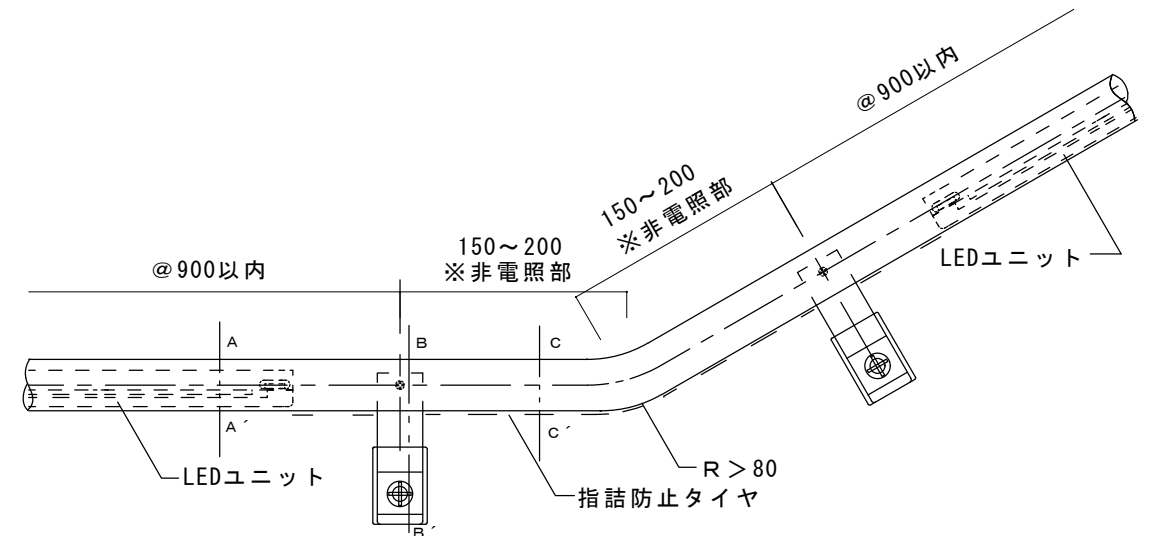 ＠900以内
150～200
※非電照部
LEDユニット
150～200
※非電照部
＠900以内
A
B
C
A´
C´
LEDユニット
R＞80
指詰防止タイヤ
B´